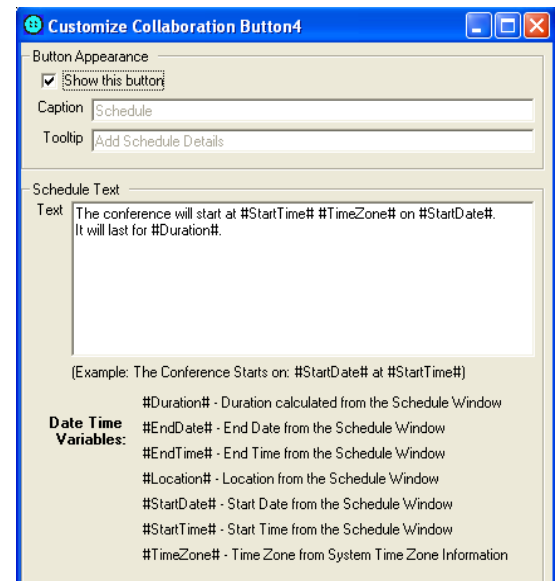 Customize Collaboration Button4
Button Appearance
Show this button
Caption Schedule
Tooltip Add Schedule Details
Schedule Text
Text The conference will start at #StartTime# #TimeZone# on #StartDate#.
It will last for #Duration#.
(Example: The Conference Starts on: #StartDate# at #StartTime#)
Date Time Variables:
#Duration# - Duration calculated from the Schedule Window
#EndDate# - End Date from the Schedule Window
#EndTime# - End Time from the Schedule Window
#Location# - Location from the Schedule Window
#StartDate# - Start Date from the Schedule Window
#StartTime# - Start Time from the Schedule Window
#TimeZone# - Time Zone from System Time Zone Information